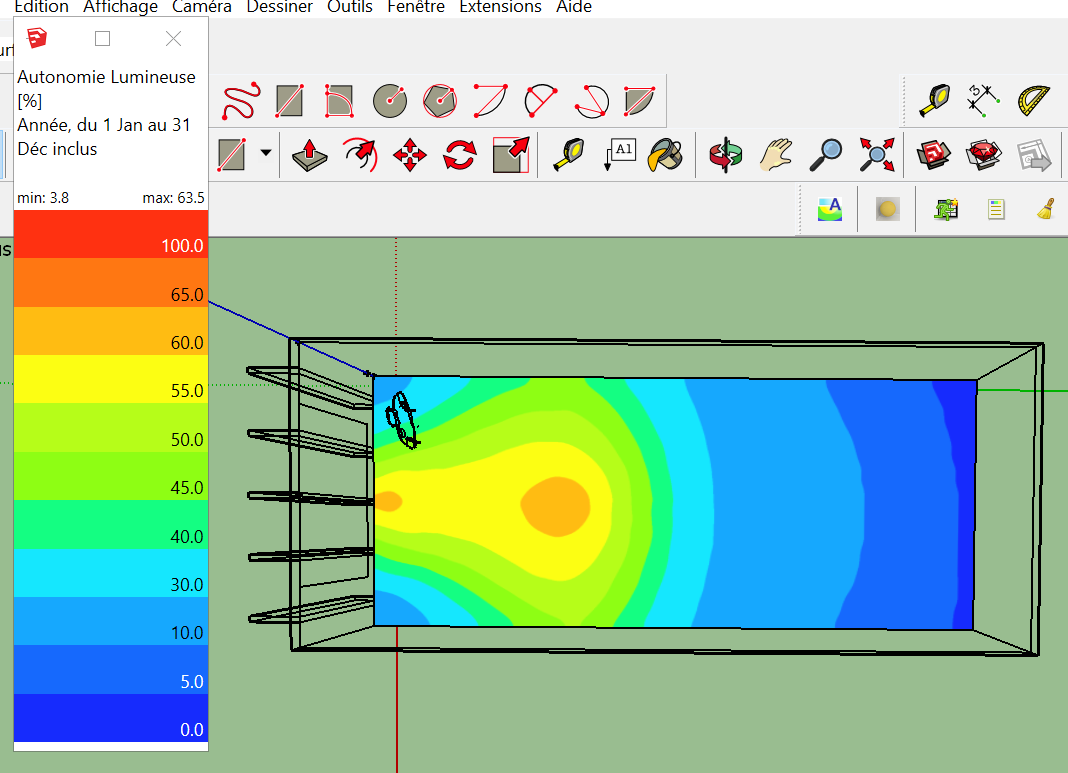 Edition Affichage Caméra Dessiner Outils Fenêtre Extensions Aide
Autonomie Lumineuse
[%]
Année, du 1 Jan au 31
Déc inclus
min: 3.8 max: 63.5
100.0
65.0
60.0
55.0
50.0
45.0
40.0
30.0
10.0
5.0
0.0
3
A1
A